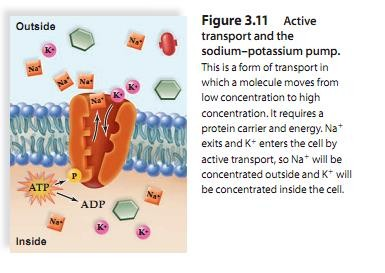 Outside
K+
Na+
Na+
Na+
Na+
Na+
K+
K+
P
ATP
ADP
Na+
Na+
K+
K+
Inside
Figure 3.11 Active
transport and the
sodium–potassium pump.
This is a form of transport in
which a molecule moves from
low concentration to high
concentration. It requires a
protein carrier and energy. Na+
exits and K+ enters the cell by
active transport, so Na+ will be
concentrated outside and K+ will
be concentrated inside the cell.